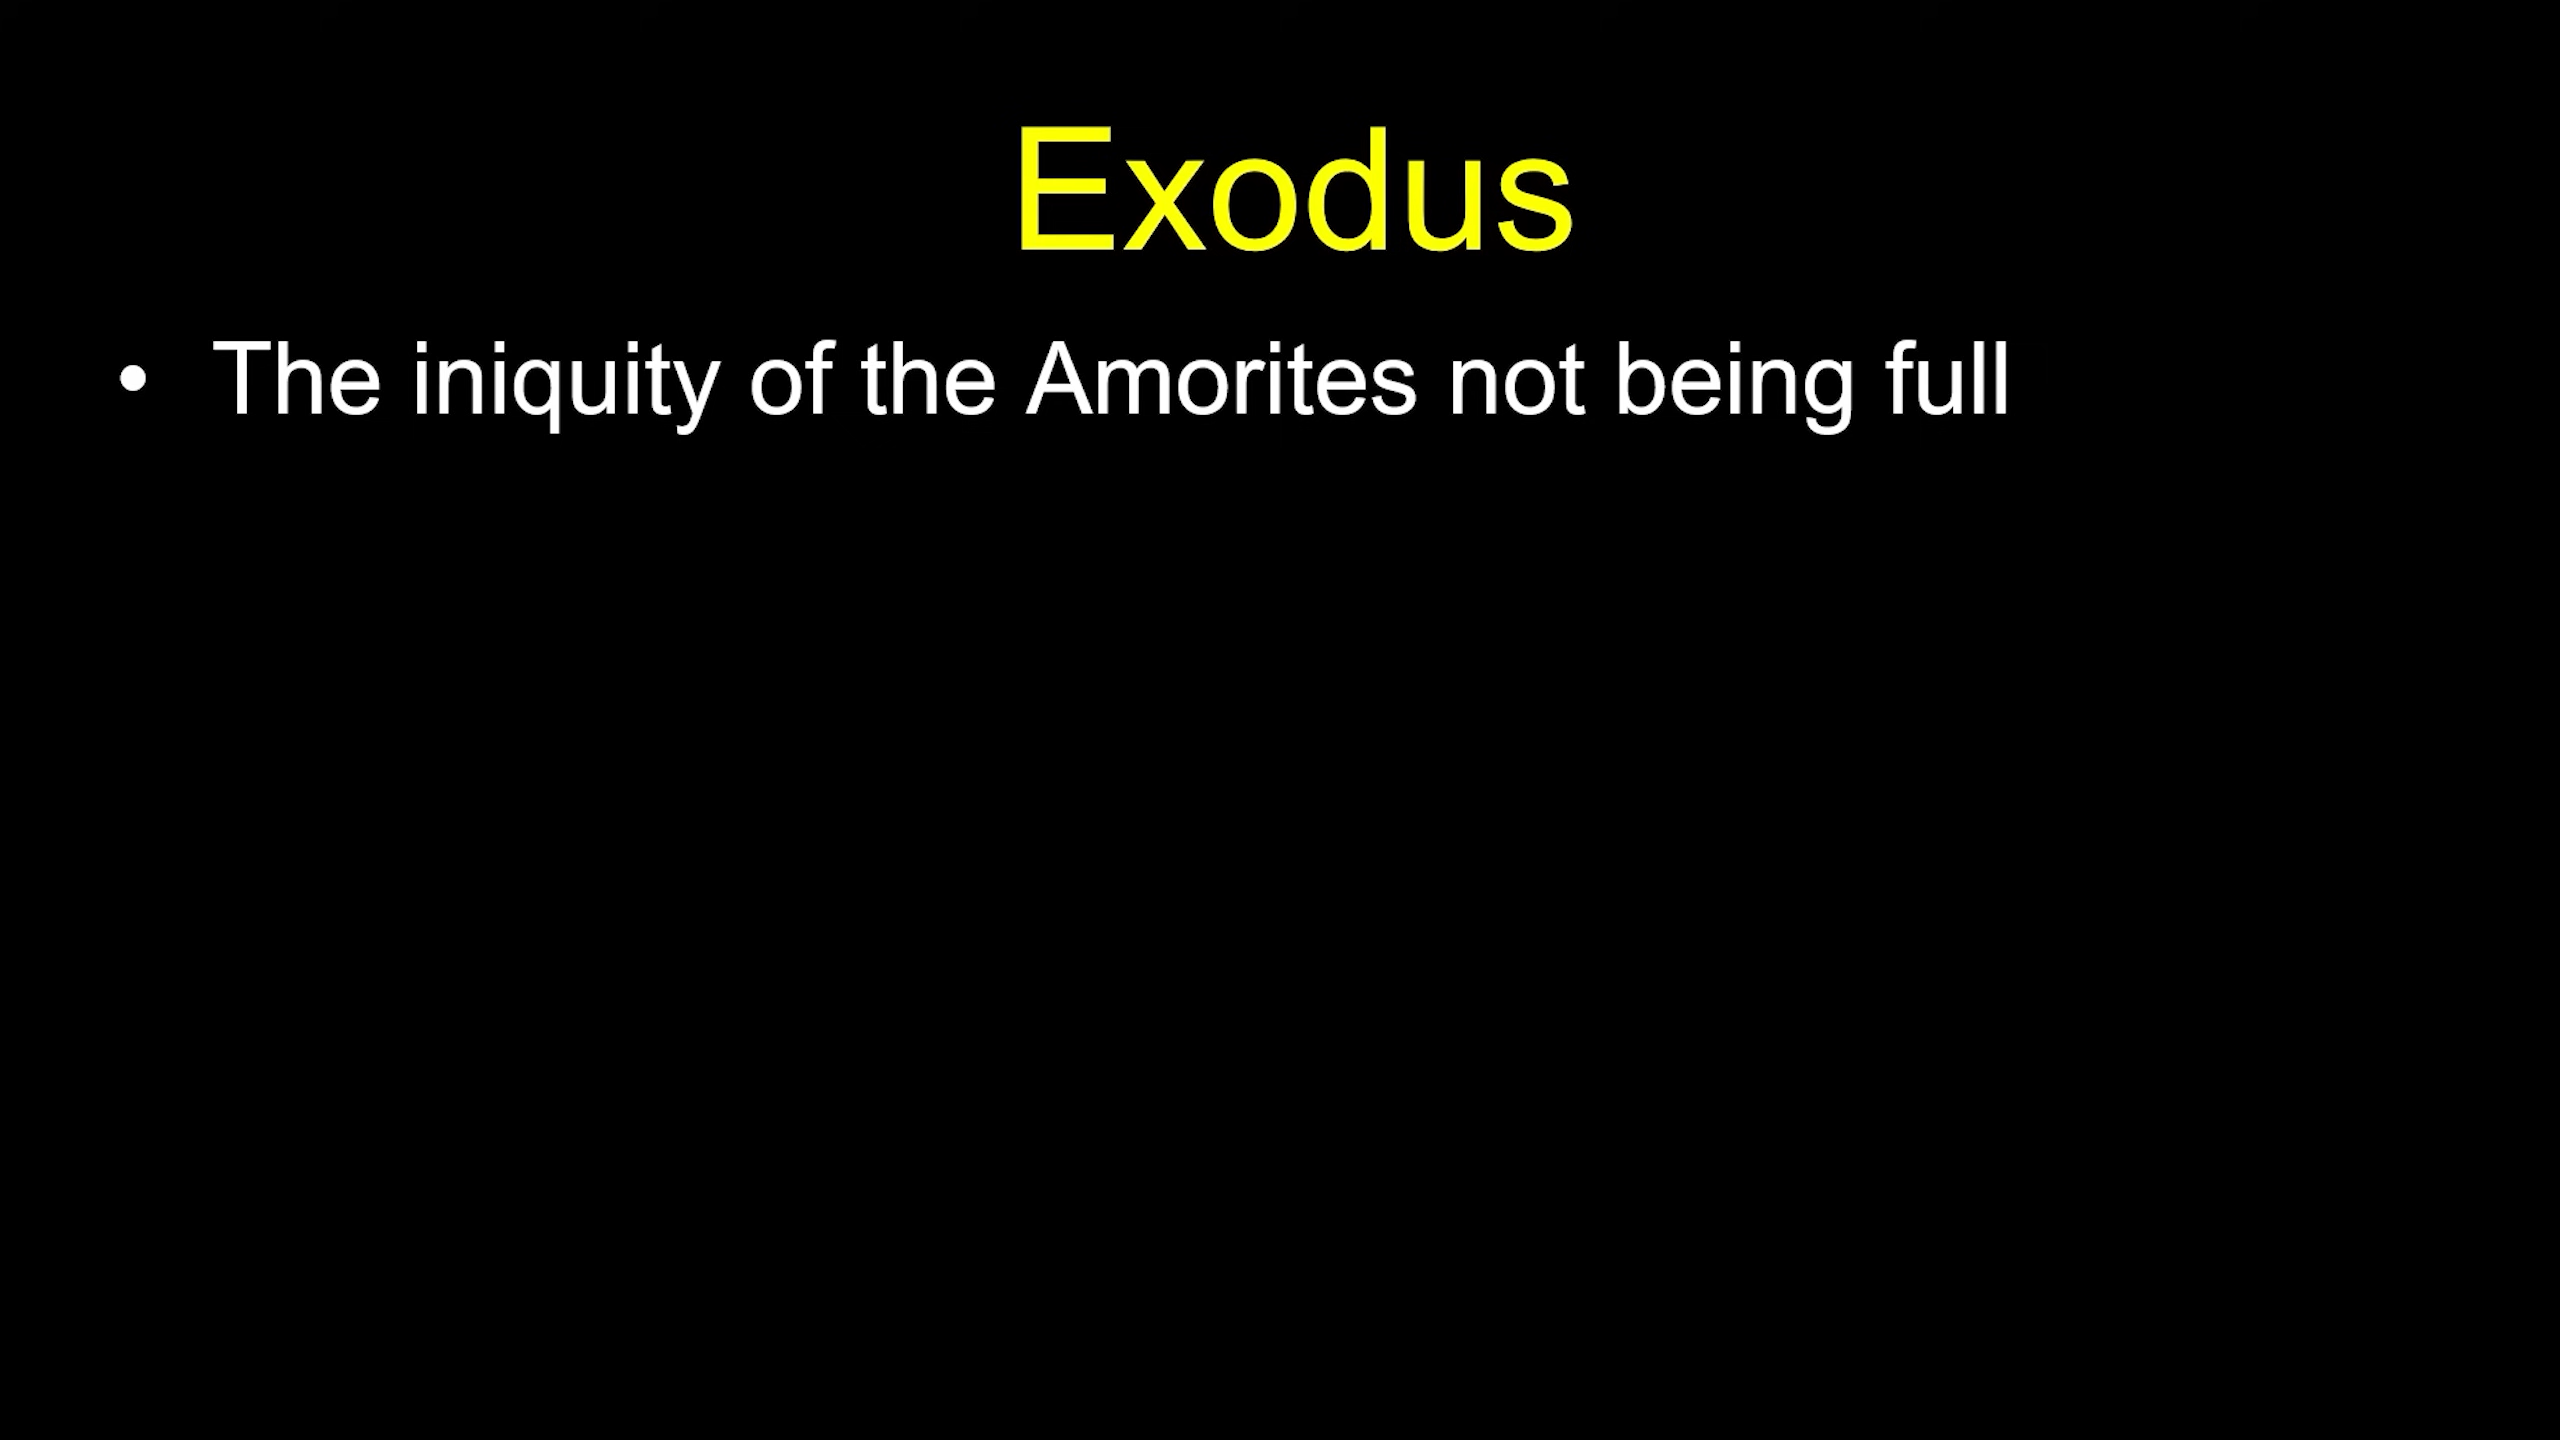 Exodus
• The iniquity of the Amorites not being full